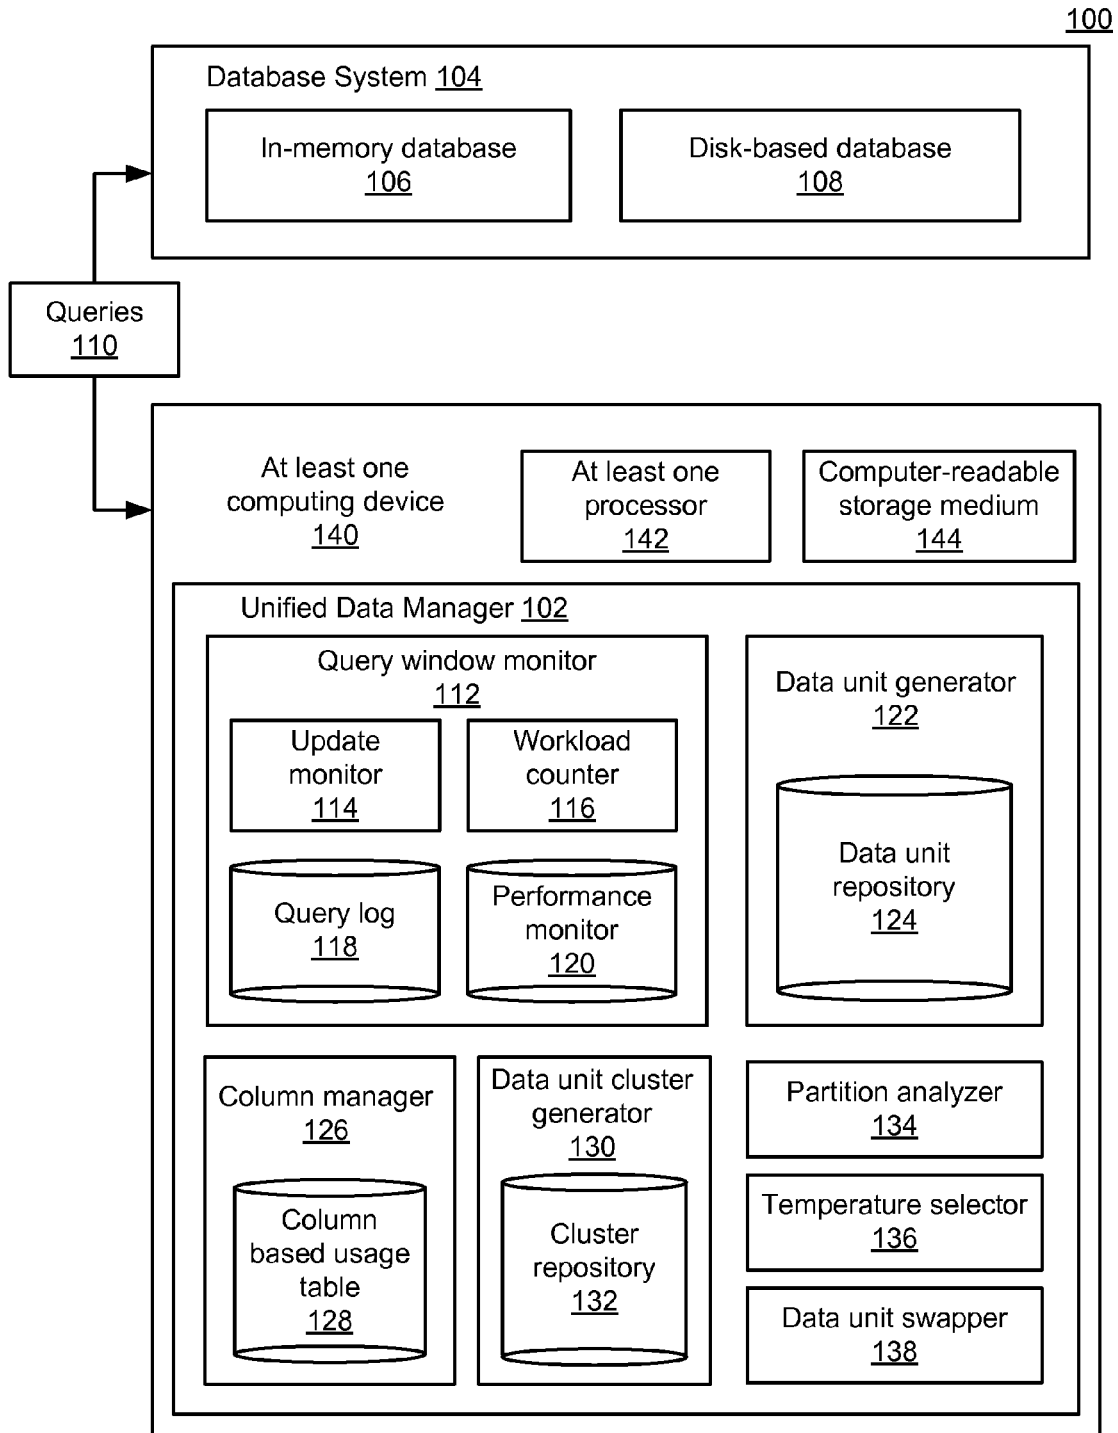 100
Database System 104
In-memory database
106
Disk-based database
108
Queries
110
At least one
computing device
140
At least one
processor
142
Computer-readable
storage medium
144
Unified Data Manager 102
Query window monitor
112
Update
monitor
114
Workload
counter
116
Query log
118
Performance
monitor
120
Data unit generator
122
Data unit
repository
124
Column manager
126
Column
based usage
table
128
Data unit cluster
generator
130
Cluster
repository
132
Partition analyzer
134
Temperature selector
136
Data unit swapper
138